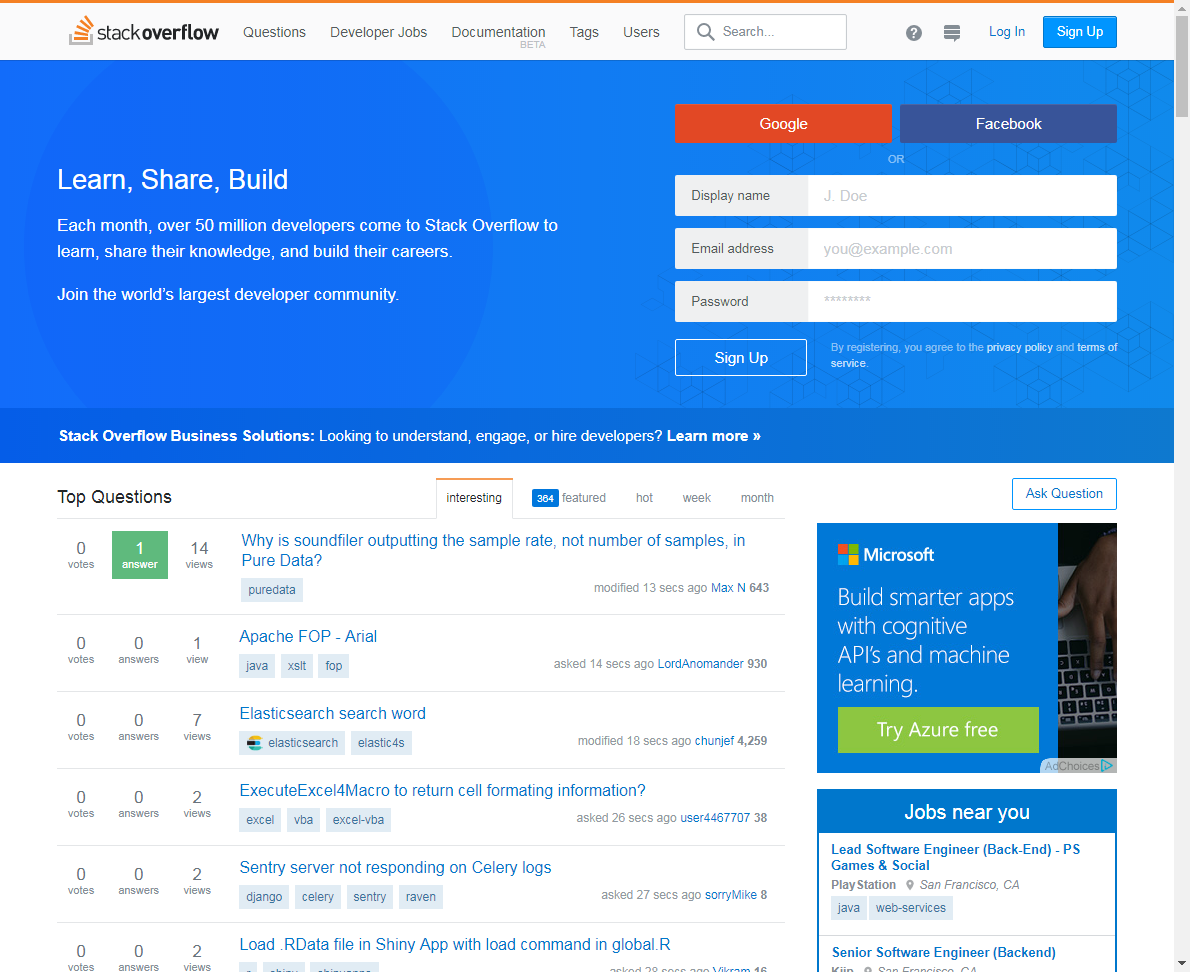 stackoverflow
Questions
Developer Jobs
Documentation
BETA
Tags
Users
Search...
?
Log In
Sign Up
Learn, Share, Build
Each month, over 50 million developers come to Stack Overflow to
learn, share their knowledge, and build their careers.
Join the world's largest developer community.
Google
Facebook
OR
Display name
J. Doe
Email address
you@example.com
Password
********
Sign Up
By registering, you agree to the privacy policy and terms of
service.
Stack Overflow Business Solutions: Looking to understand, engage, or hire developers? Learn more »
Top Questions
interesting
364 featured
hot
week
month
Ask Question
0
votes
1
answer
14
views
Why is soundfiler outputting the sample rate, not number of samples, in
Pure Data?
puredata
modified 13 secs ago Max N 643
0
votes
0
answers
1
view
Apache FOP - Arial
java xslt fop
asked 14 secs ago LordAnomander 930
0
votes
0
answers
7
views
Elasticsearch search word
elasticsearch elastic4s
modified 18 secs ago chunjef 4,259
0
votes
0
answers
2
views
ExecuteExcel4Macro to return cell formating information?
excel vba excel-vba
asked 26 secs ago user4467707 38
0
votes
0
answers
2
views
Sentry server not responding on Celery logs
django celery sentry raven
asked 27 secs ago sorryMike 8
0
votes
0
answers
2
views
Load .RData file in Shiny App with load command in global.R
r shiny
asked 28 secs ago Vikram 16
Microsoft
Build smarter apps
with cognitive
API's and machine
learning.
Try Azure free
AdChoices
Jobs near you
Lead Software Engineer (Back-End) - PS
Games & Social
PlayStation San Francisco, CA
java web-services
Senior Software Engineer (Backend)
San Francisco, CA